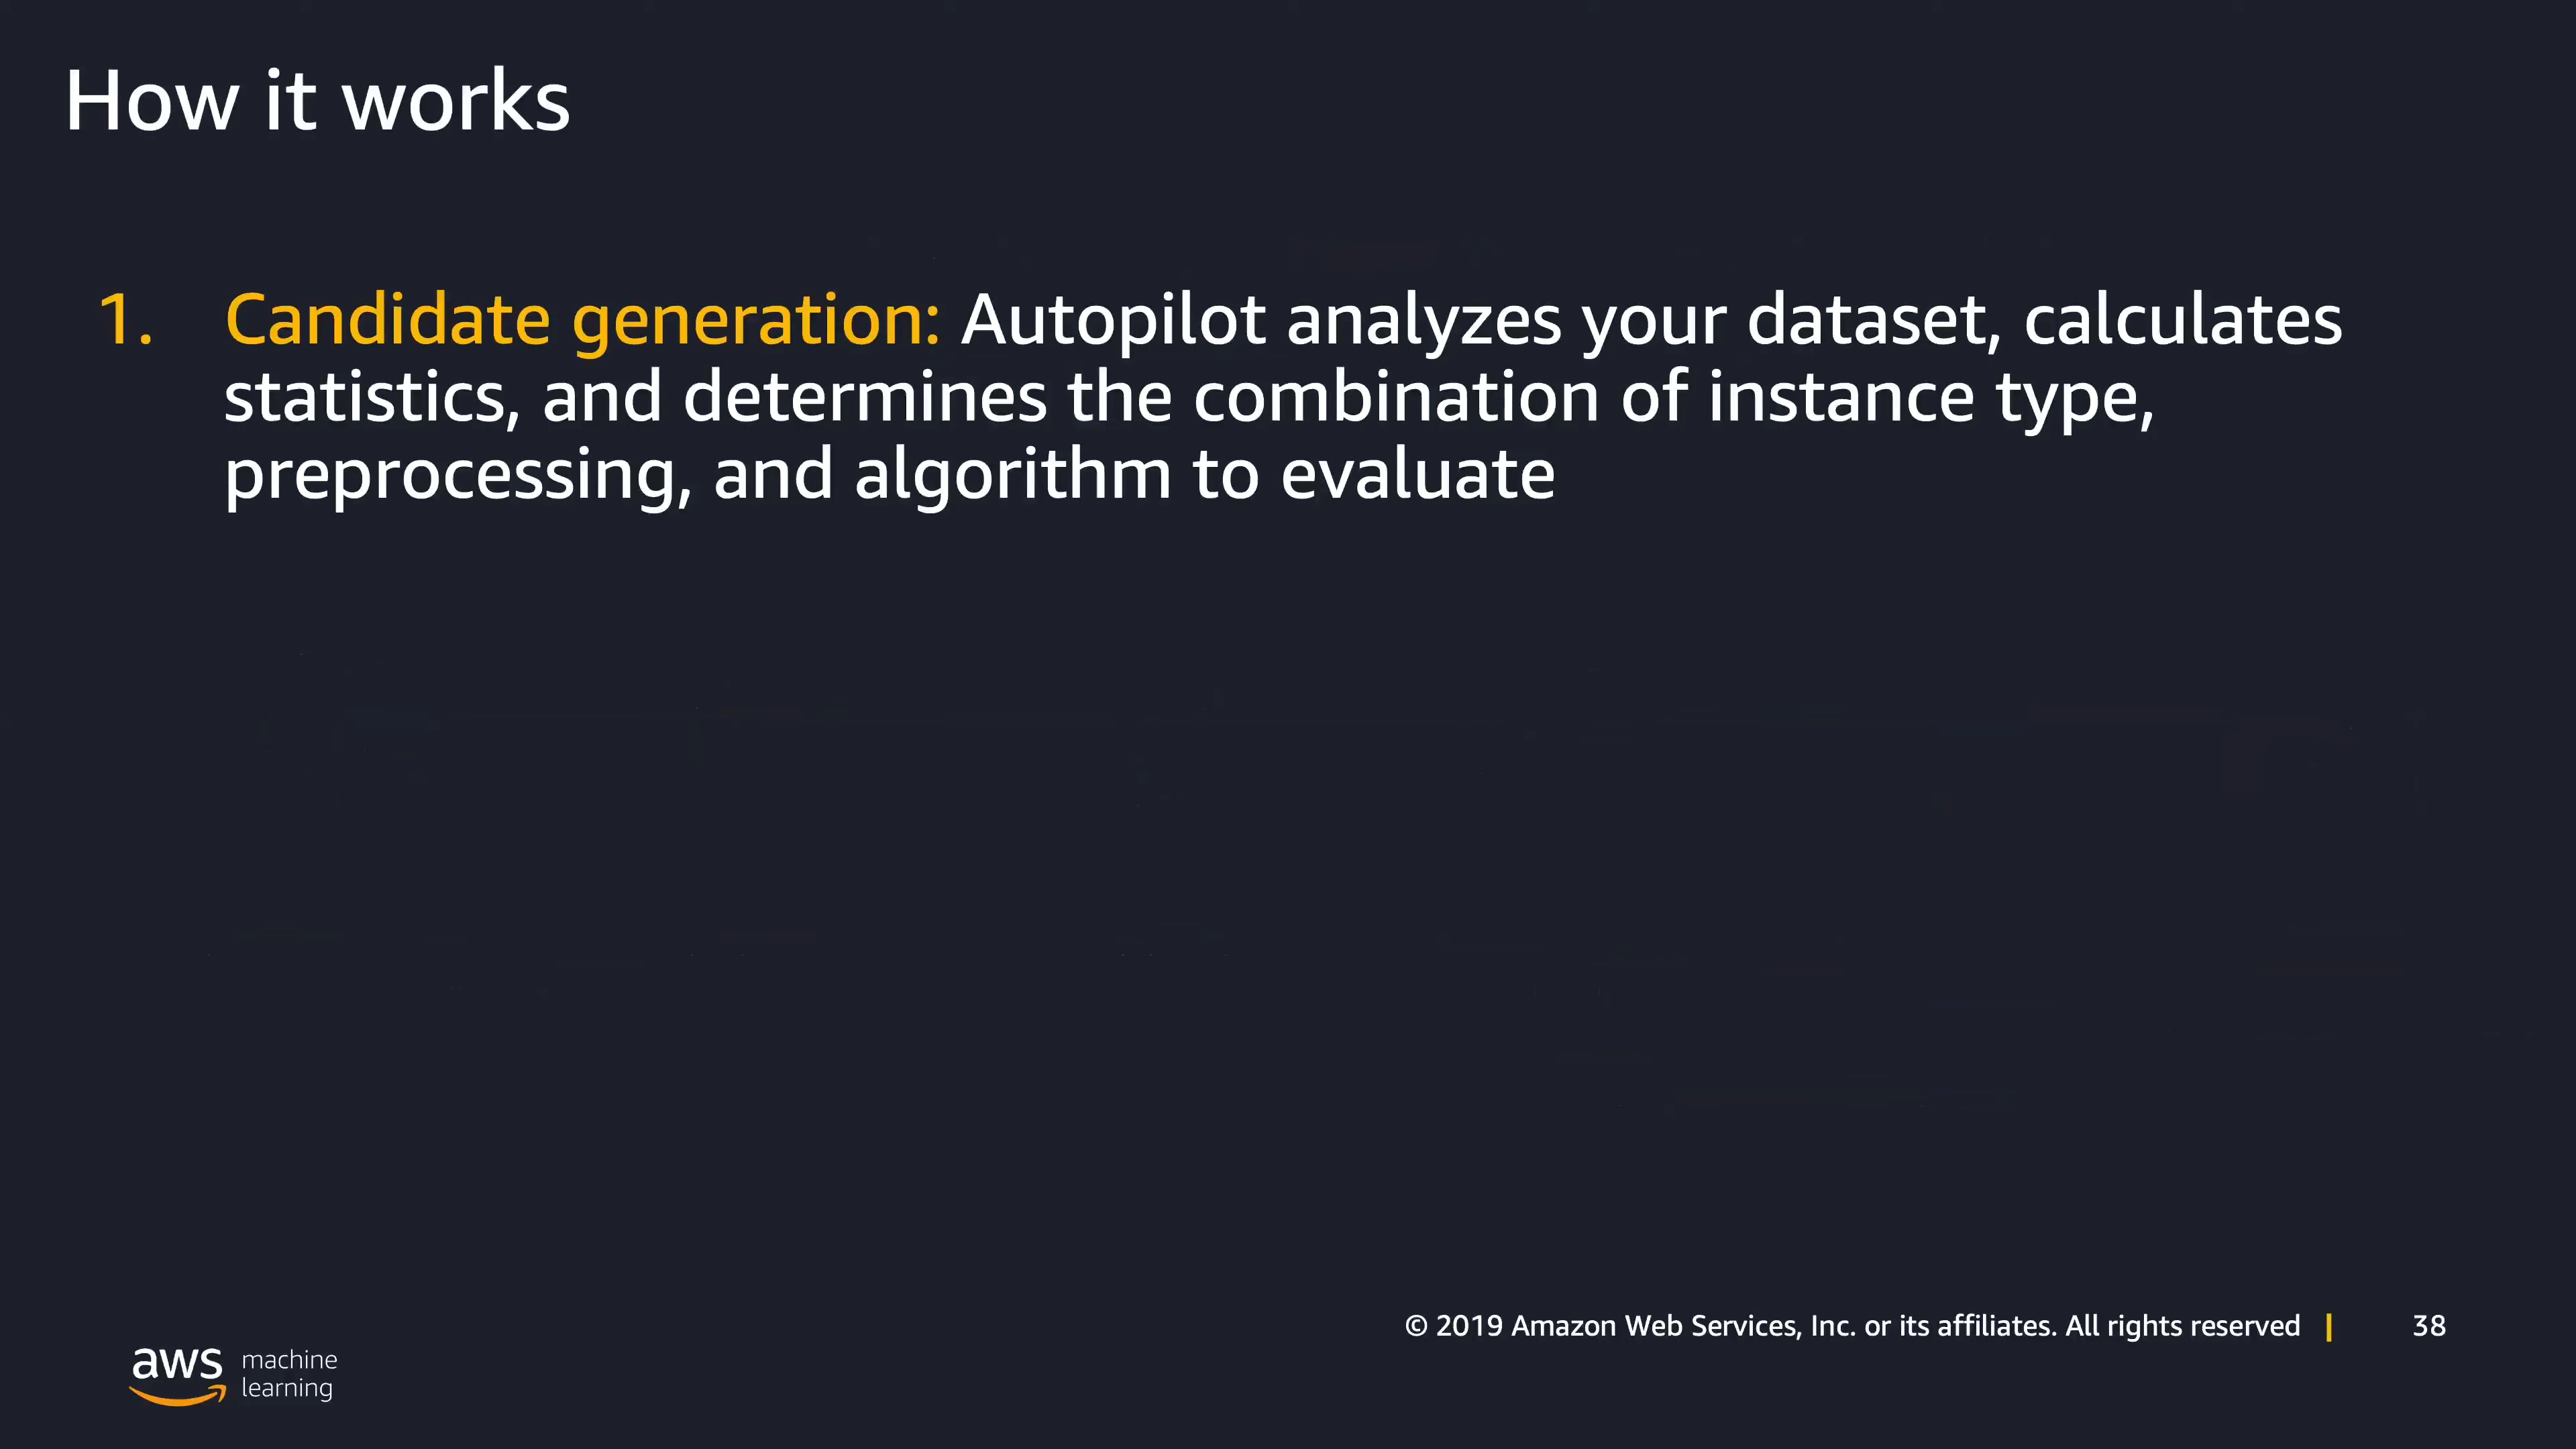 How it works
1. Candidate generation: Autopilot analyzes your dataset, calculates
statistics, and determines the combination of instance type,
preprocessing, and algorithm to evaluate
© 2019 Amazon Web Services, Inc. or its affiliates. All rights reserved | 38
aws machine
learning